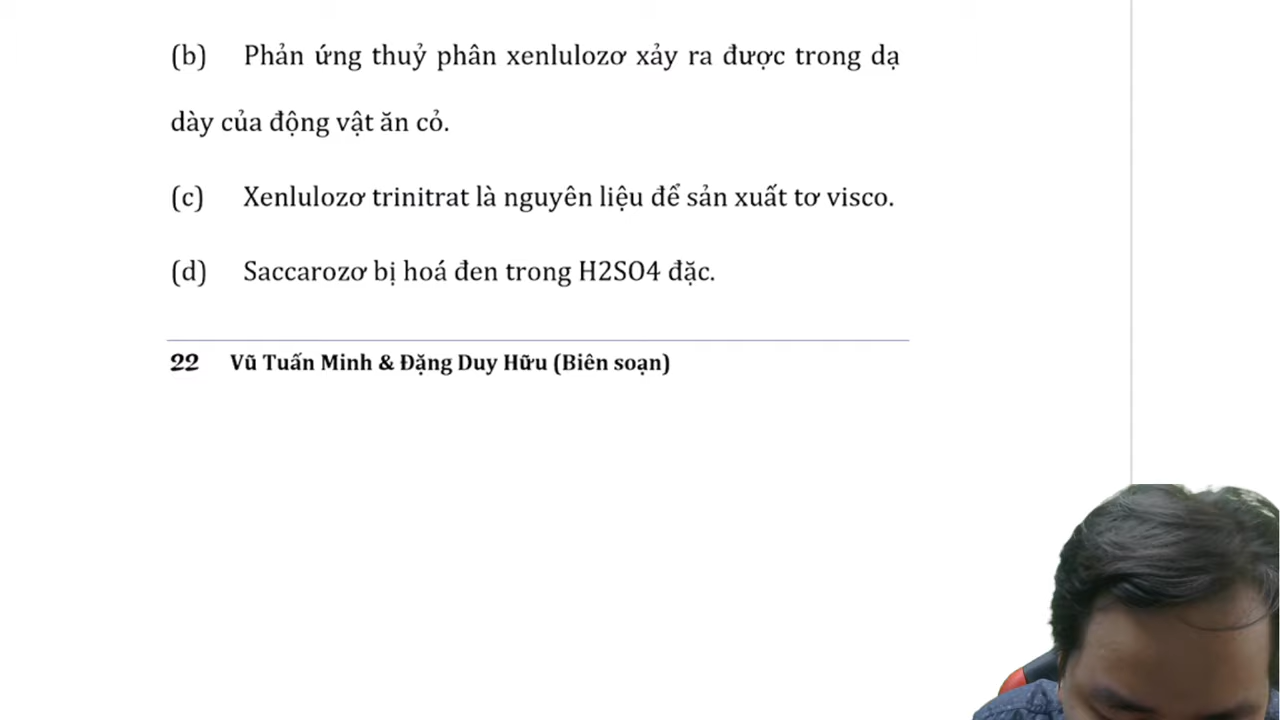 (b) Phản ứng thuỷ phân xenlulozơ xảy ra được trong dạ
dày của động vật ăn cỏ.
(c) Xenlulozơ trinitrat là nguyên liệu để sản xuất tơ visco.
(d) Saccarozơ bị hoá đen trong H2SO4 đặc.
22 Vũ Tuấn Minh & Đặng Duy Hữu (Biên soạn)